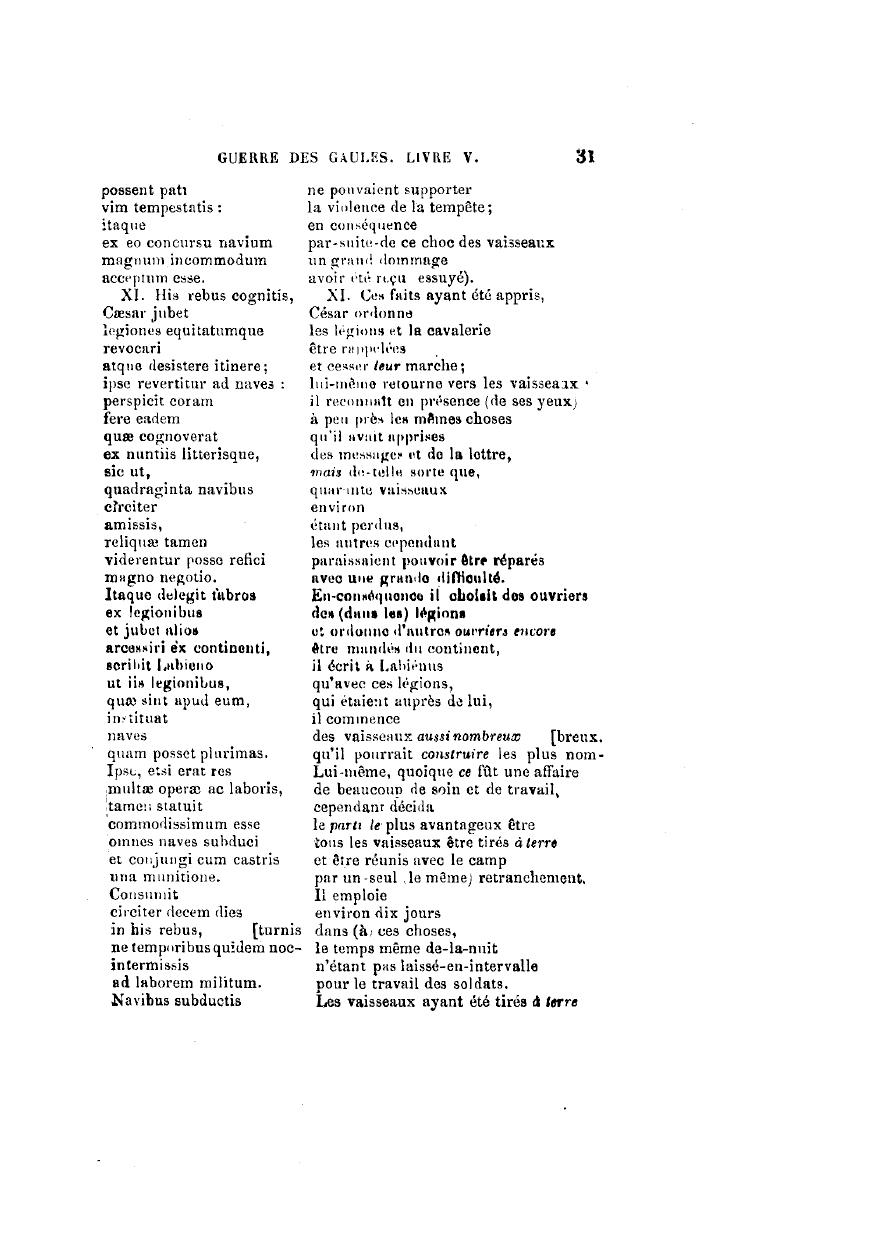 GUERRE DES GAULES. LIVRE V. 31
possent pati ne pouvaient supporter
vim tempestatis : la violence de la tempête ;
itaque en conséquence
ex eo concursu navium par-suite-de ce choc des vaisseaux
magnum incommodum un grand dommage
acceptum esse. avoir été reçu essuyé).
XI. His rebus cognitis, XI. Ces faits ayant été appris,
Cæsar jubet César ordonne
legiones equitatumque les légions et la cavalerie
revocari être rappelées
atque desistere itinere ; et cesser leur marche ;
ipse revertitur ad naves : lui-même retourne vers les vaisseaux
perspicit coram il reconnaît en présence (de ses yeux)
fere eadem à peu près les mêmes choses
quæ cognoverat qu'il avait apprises
ex nuntiis litterisque, des messages et de la lettre,
sic ut, mais de-telle sorte que,
quadraginta navibus quarante vaisseaux
circiter environ
amissis, étant perdus,
reliquæ tamen les autres cependant
viderentur posse refici paraissaient pouvoir être réparés
magno negotio. avec une grande difficulté.
Itaque delegit fabros En-conséquence il choisit des ouvriers
ex legionibus des (dans les) légions
et jubet alios et ordonne d'autres ouvriers encore
arcessiri ex continenti, être mandés du continent,
scribit Labieno il écrit à Labiénus
ut iis legionibus, qu'avec ces légions,
quæ sint apud eum, qui étaient auprès de lui,
instituat il commence
naves des vaisseaux aussi nombreux [breux.
quam posset plurimas. qu'il pourrait construire les plus nom-
Ipse, etsi erat res Lui-même, quoique ce fût une affaire
multæ operæ ac laboris, de beaucoup de soin et de travail,
tamen statuit cependant décida
commodissimum esse le parti le plus avantageux être
omnes naves subduci tous les vaisseaux être tirés à terre
et conjungi cum castris et être réunis avec le camp
una munitione. par un-seul le même) retranchement.
Consumit Il emploie
circiter decem dies environ dix jours
in his rebus, [turnis dans (à) ces choses,
ne temporibus quidem noc- le temps même de-la-nuit
intermissis n'étant pas laissé-en-intervalle
ad laborem militum. pour le travail des soldats.
Navibus subductis Les vaisseaux ayant été tirés à terre